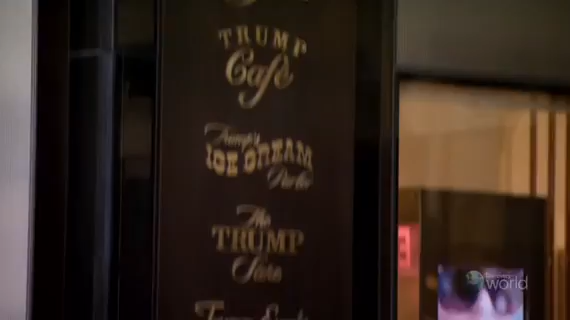 TRUMP
Café
Trump's
ICE CREAM
Parlor
The
TRUMP
Store
world